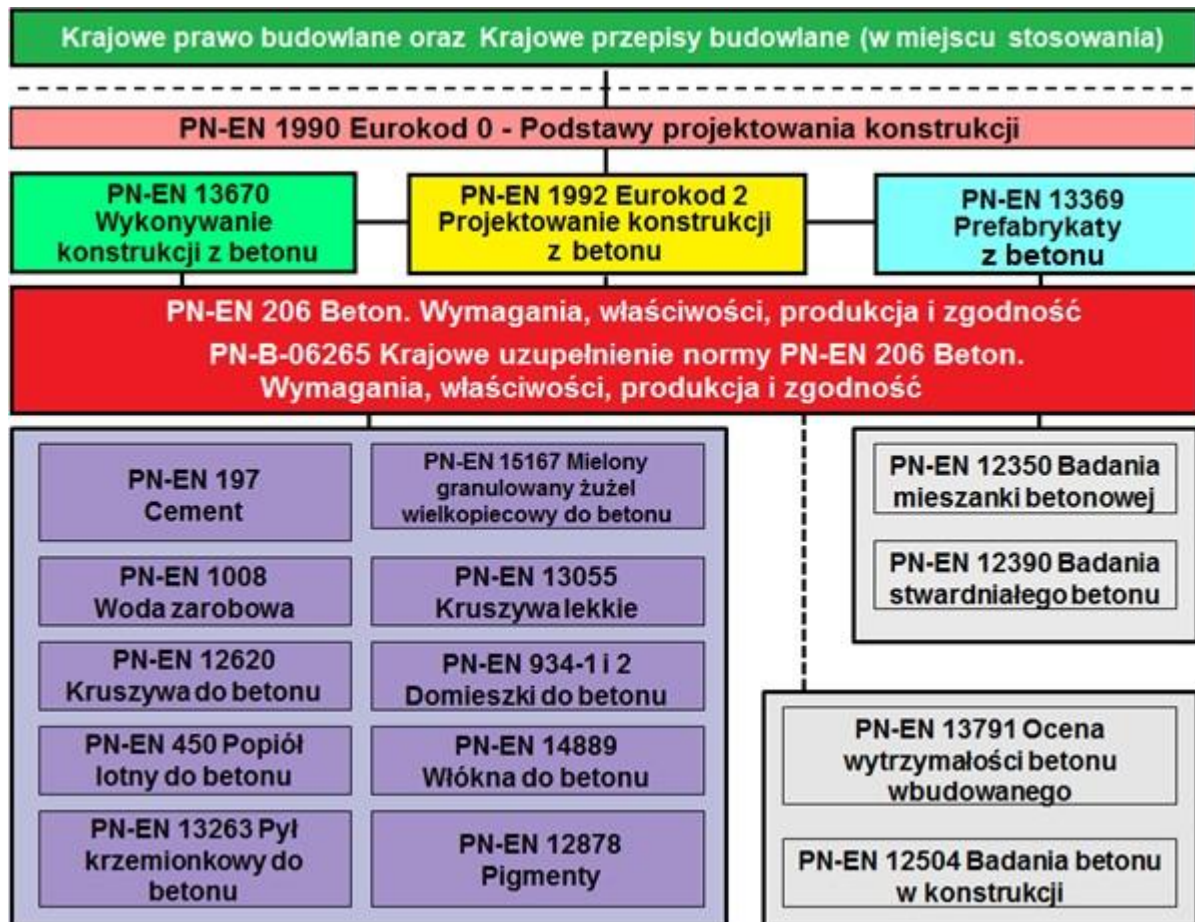 Krajowe prawo budowlane oraz Krajowe przepisy budowlane (w miejscu stosowania)
PN-EN 1990 Eurokod 0 - Podstawy projektowania konstrukcji
PN-EN 13670
Wykonywanie
konstrukcji z betonu
PN-EN 1992 Eurokod 2
Projektowanie konstrukcji
z betonu
PN-EN 13369
Prefabrykaty
z betonu
PN-EN 206 Beton. Wymagania, właściwości, produkcja i zgodność
PN-B-06265 Krajowe uzupełnienie normy PN-EN 206 Beton.
Wymagania, właściwości, produkcja i zgodność
PN-EN 197
Cement
PN-EN 15167 Mielony
granulowany żużel
wielkopiecowy do betonu
PN-EN 1008
Woda zarobowa
PN-EN 13055
Kruszywa lekkie
PN-EN 12620
Kruszywa do betonu
PN-EN 934-1 i 2
Domieszki do betonu
PN-EN 450 Popiół
lotny do betonu
PN-EN 14889
Włókna do betonu
PN-EN 13263 Pył
krzemionkowy do
betonu
PN-EN 12878
Pigmenty
PN-EN 12350 Badania
mieszanki betonowej
PN-EN 12390 Badania
stwardniałego betonu
PN-EN 13791 Ocena
wytrzymałości betonu
wbudowanego
PN-EN 12504 Badania betonu
w konstrukcji